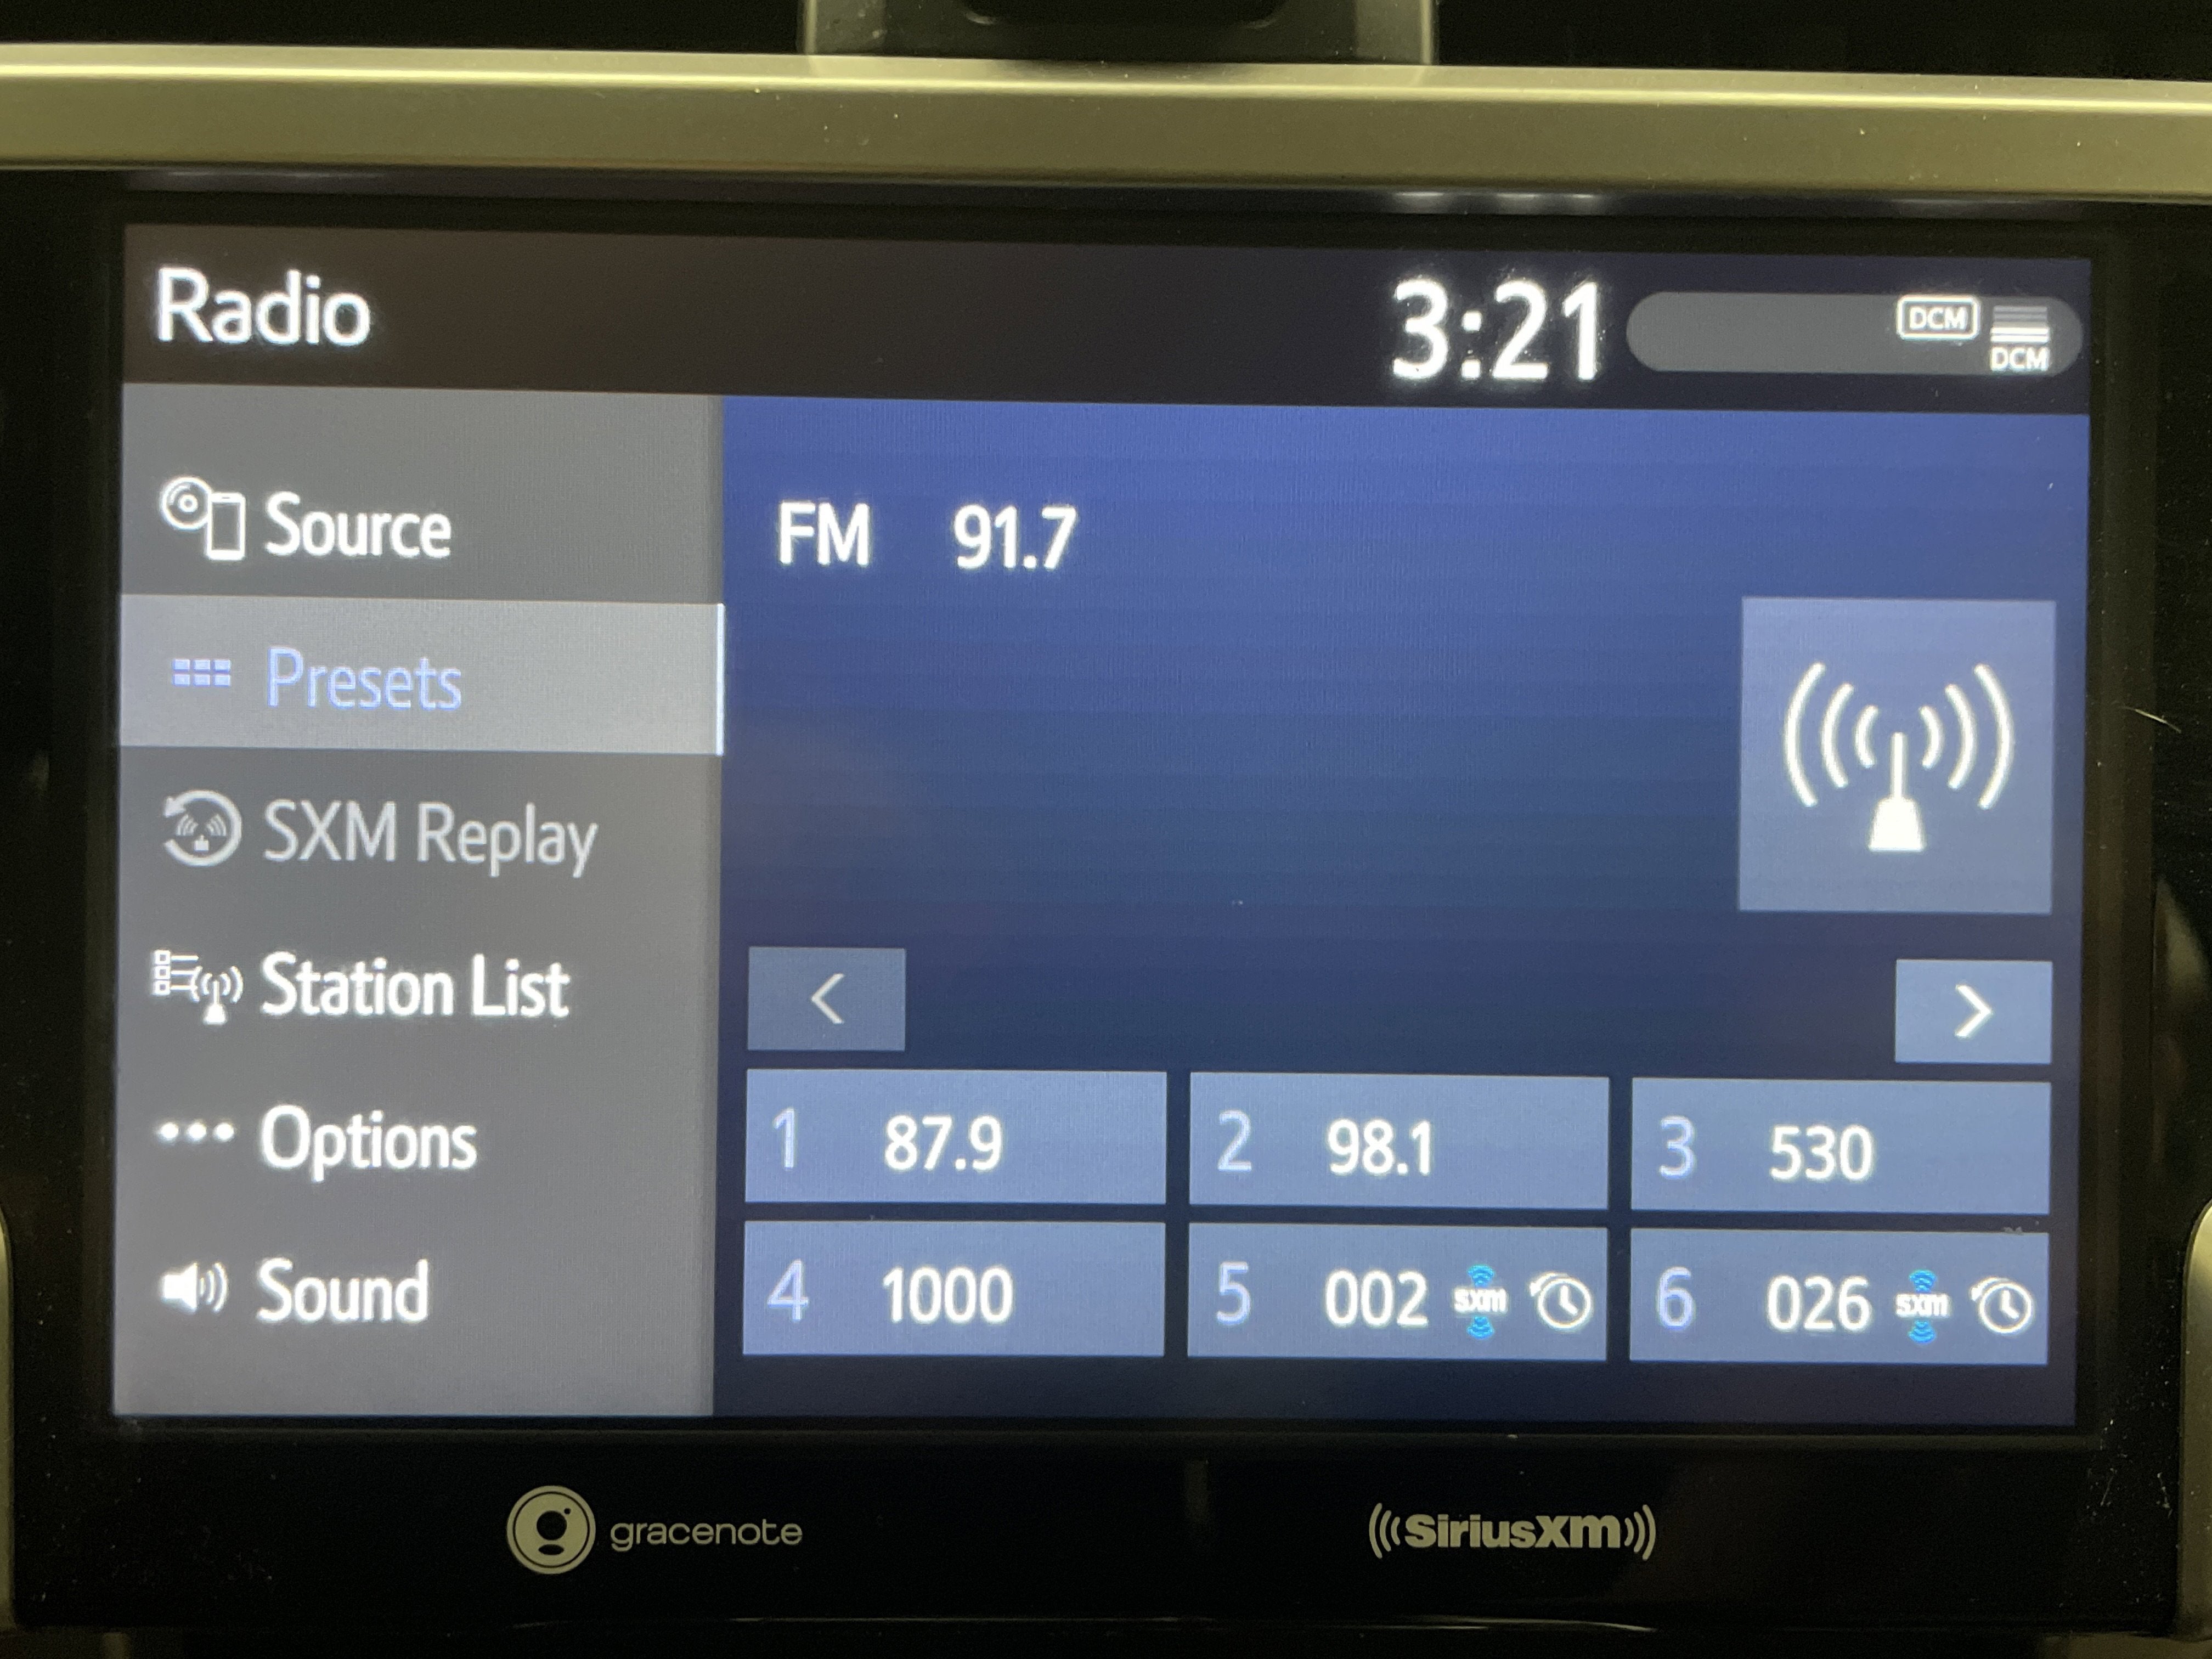 Radio
3:21
DCM
DCM
Source
Presets
SXM Replay
Station List
Options
Sound
FM 91.7
1 87.9
2 98.1
3 530
4 1000
5 002 sxm
6 026 sxm
gracenote
SiriusXM